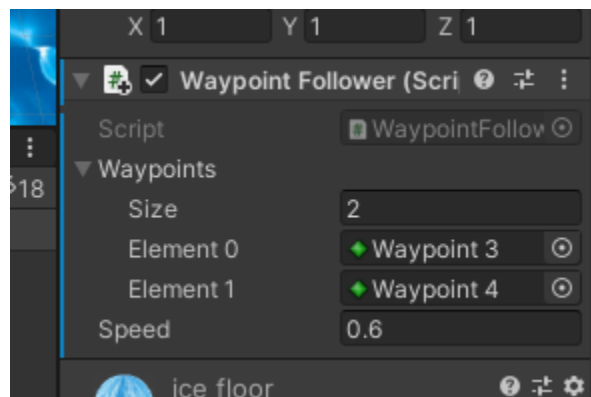 X 1 Y 1 Z 1
Waypoint Follower (Scri
Script WaypointFollow
Waypoints
18
Size 2
Element 0 Waypoint 3
Element 1 Waypoint 4
Speed 0.6
ice floor